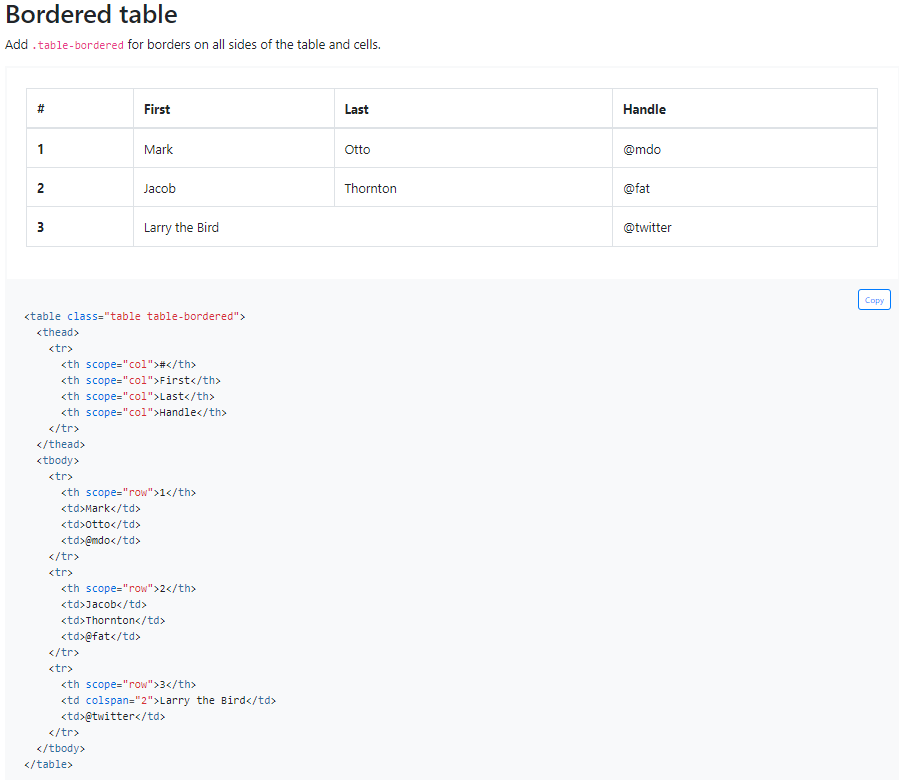 Bordered table
Add .table-bordered for borders on all sides of the table and cells.
# First Last Handle
1 Mark Otto @mdo
2 Jacob Thornton @fat
3 Larry the Bird @twitter
Copy
<table class="table table-bordered">
  <thead>
    <tr>
      <th scope="col">#</th>
      <th scope="col">First</th>
      <th scope="col">Last</th>
      <th scope="col">Handle</th>
    </tr>
  </thead>
  <tbody>
    <tr>
      <th scope="row">1</th>
      <td>Mark</td>
      <td>Otto</td>
      <td>@mdo</td>
    </tr>
    <tr>
      <th scope="row">2</th>
      <td>Jacob</td>
      <td>Thornton</td>
      <td>@fat</td>
    </tr>
    <tr>
      <th scope="row">3</th>
      <td colspan="2">Larry the Bird</td>
      <td>@twitter</td>
    </tr>
  </tbody>
</table>